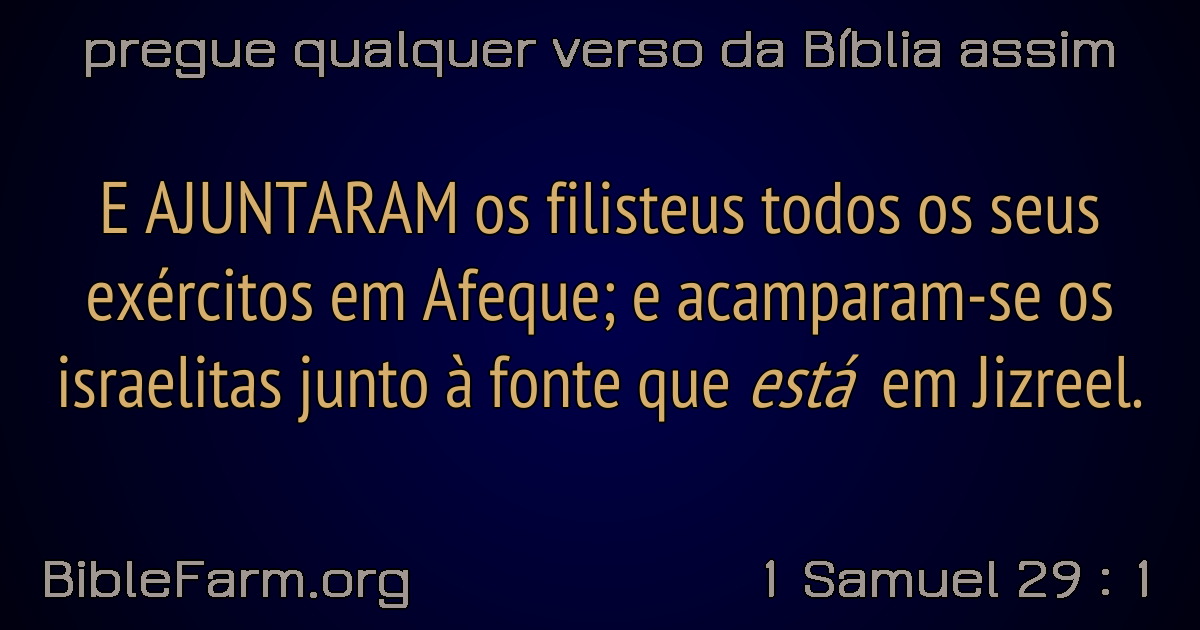 pregue qualquer verso da Bíblia assim
E AJUNTARAM os filisteus todos os seus
exércitos em Afeque; e acamparam-se os
israelitas junto à fonte que está em Jizreel.
BibleFarm.org
1 Samuel 29 : 1